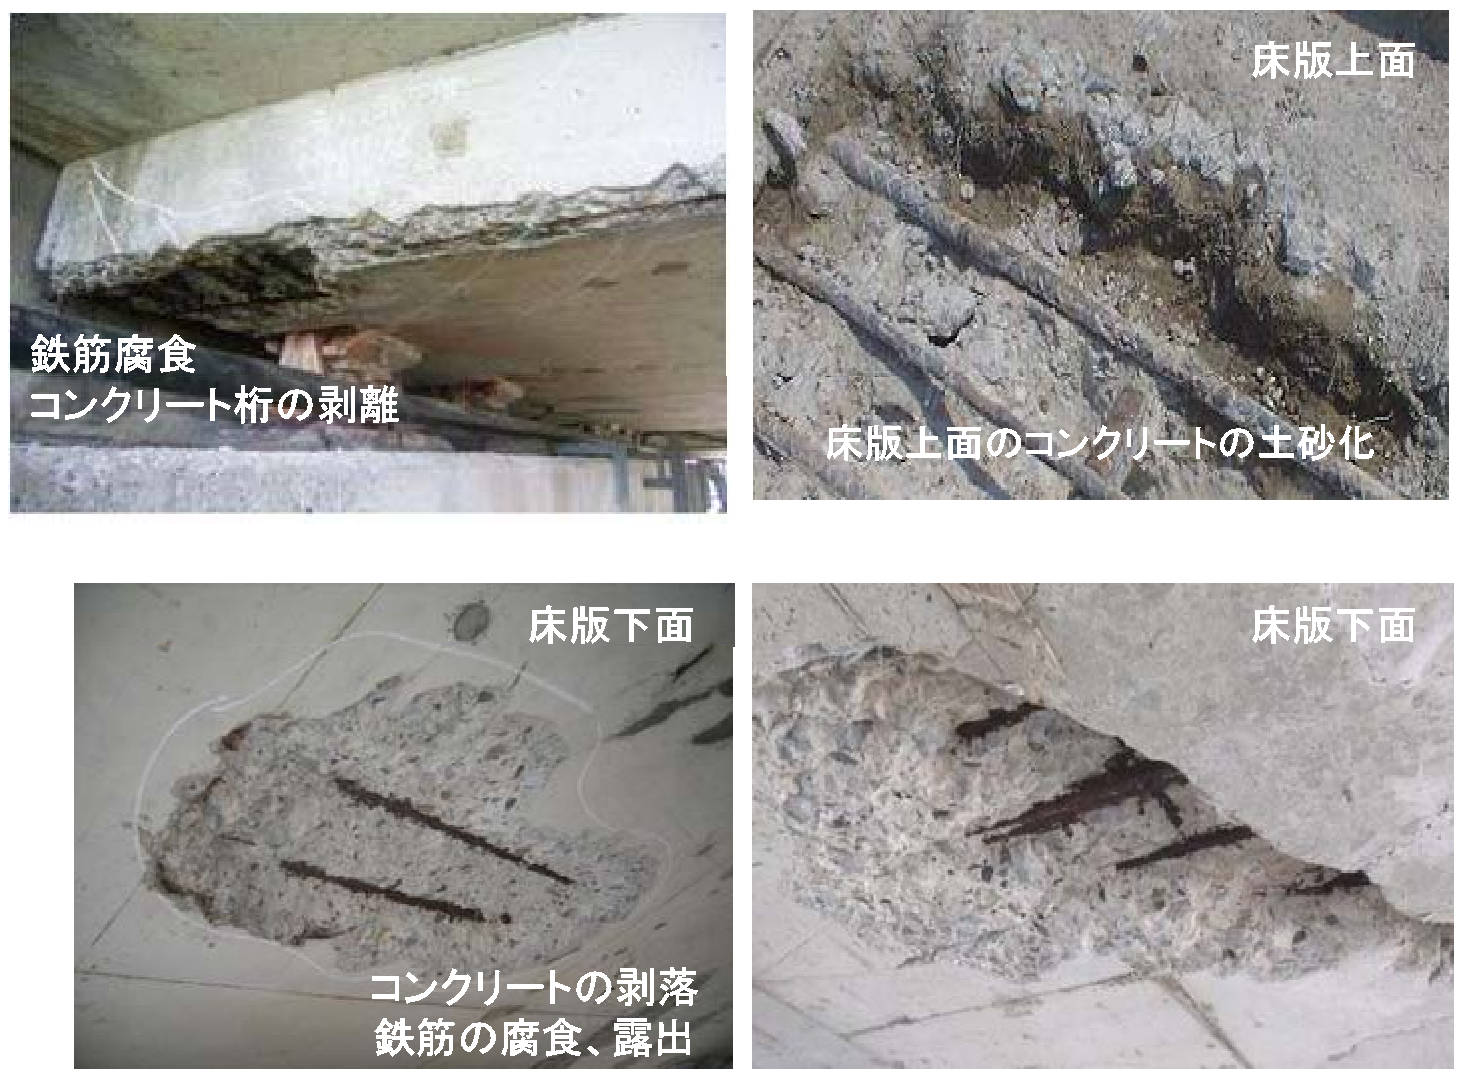 鉄筋腐食
コンクリート桁の剥離
床版上面
床版上面のコンクリートの土砂化
床版下面
コンクリートの剥落
鉄筋の腐食、露出
床版下面